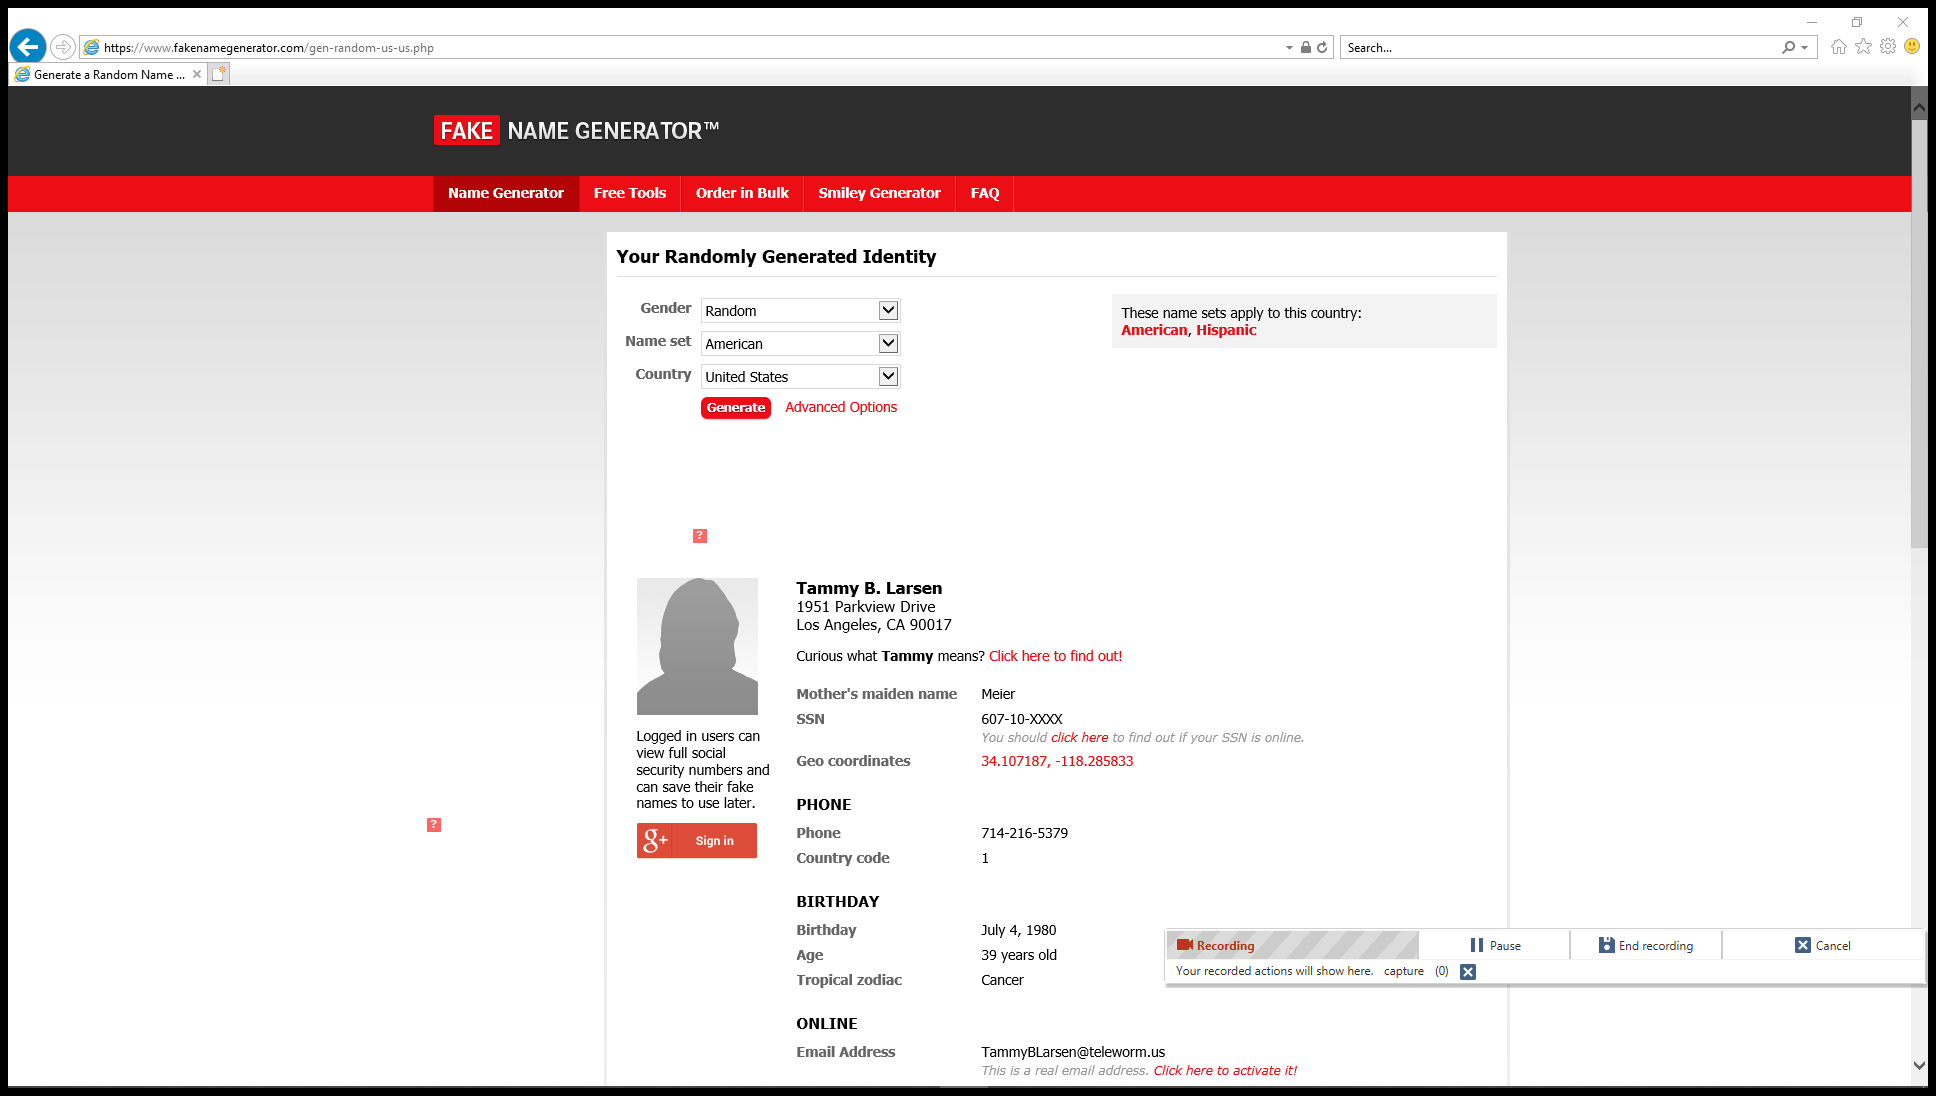 https://www.fakenamegenerator.com/gen-random-us-us.php
Search...
Generate a Random Name ...
FAKE NAME GENERATOR™
Name Generator
Free Tools
Order in Bulk
Smiley Generator
FAQ
Your Randomly Generated Identity
Gender Random
Name set American
Country United States
Generate Advanced Options
These name sets apply to this country:
American, Hispanic
?
Tammy B. Larsen
1951 Parkview Drive
Los Angeles, CA 90017
Curious what Tammy means? Click here to find out!
Mother's maiden name Meier
SSN 607-10-XXXX
You should click here to find out if your SSN is online.
Geo coordinates 34.107187, -118.285833
Logged in users can
view full social
security numbers and
can save their fake
names to use later.
g+ Sign in
?
PHONE
Phone 714-216-5379
Country code 1
BIRTHDAY
Birthday July 4, 1980
Age 39 years old
Tropical zodiac Cancer
ONLINE
Email Address TammyBLarsen@teleworm.us
This is a real email address. Click here to activate it!
Recording
Pause
End recording
Cancel
Your recorded actions will show here. capture (0)